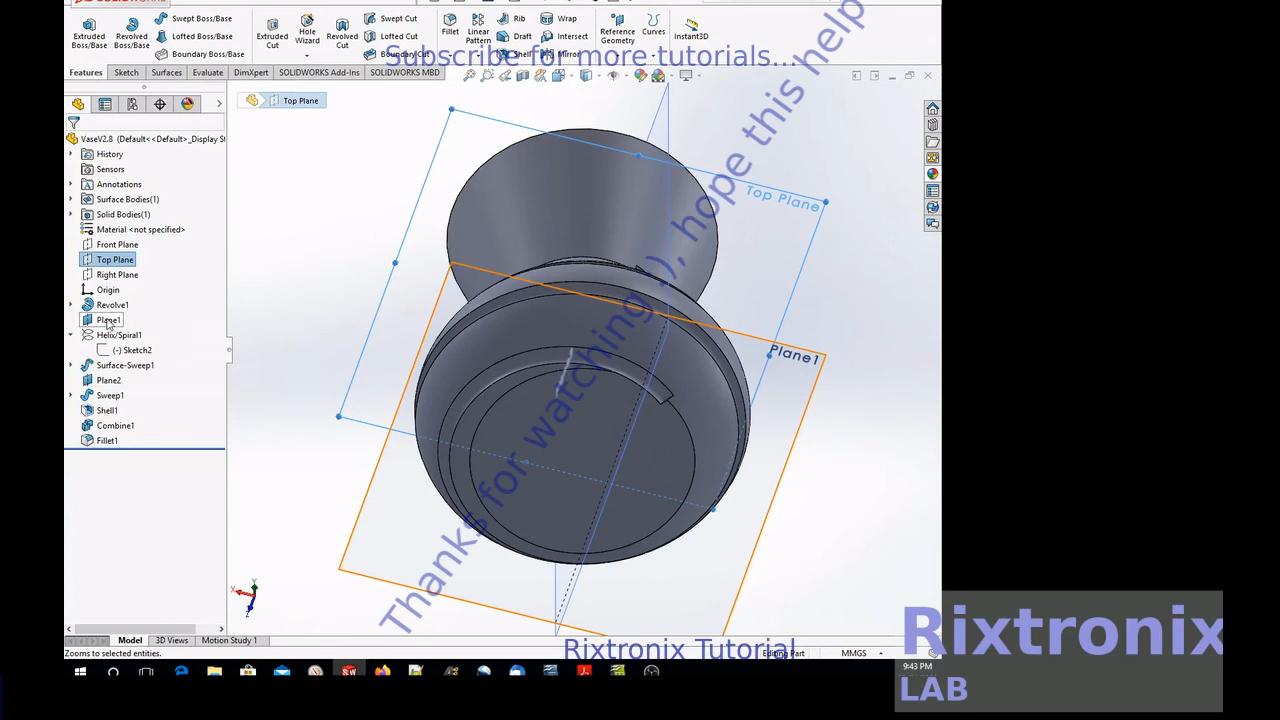 Extruded Boss/Base
Revolved Boss/Base
Swept Boss/Base
Lofted Boss/Base
Boundary Boss/Base
Extruded Cut
Hole Wizard
Revolved Cut
Swept Cut
Lofted Cut
Boundary Cut
Fillet
Linear Pattern
Rib
Draft
Shell
Wrap
Intersect
Mirror
Reference Geometry
Curves
Instant3D
Subscribe for more tutorials...
Features
Sketch
Surfaces
Evaluate
DimXpert
SOLIDWORKS Add-Ins
SOLIDWORKS MBD
Top Plane
VaseV2.8 (Default<<Default>_Display St
History
Sensors
Annotations
Surface Bodies(1)
Solid Bodies(1)
Material <not specified>
Front Plane
Top Plane
Right Plane
Origin
Revolve1
Plane1
Helix/Spiral1
(-) Sketch2
Surface-Sweep1
Plane2
Sweep1
Shell1
Combine1
Fillet1
Top Plane
Plane1
Thanks for watching :), hope this help
Y
X
Z
Model
3D Views
Motion Study 1
Zooms to selected entities.
Rixtronix Tutorial
Editing Part
MMGS
9:43 PM
Rixtronix
LAB